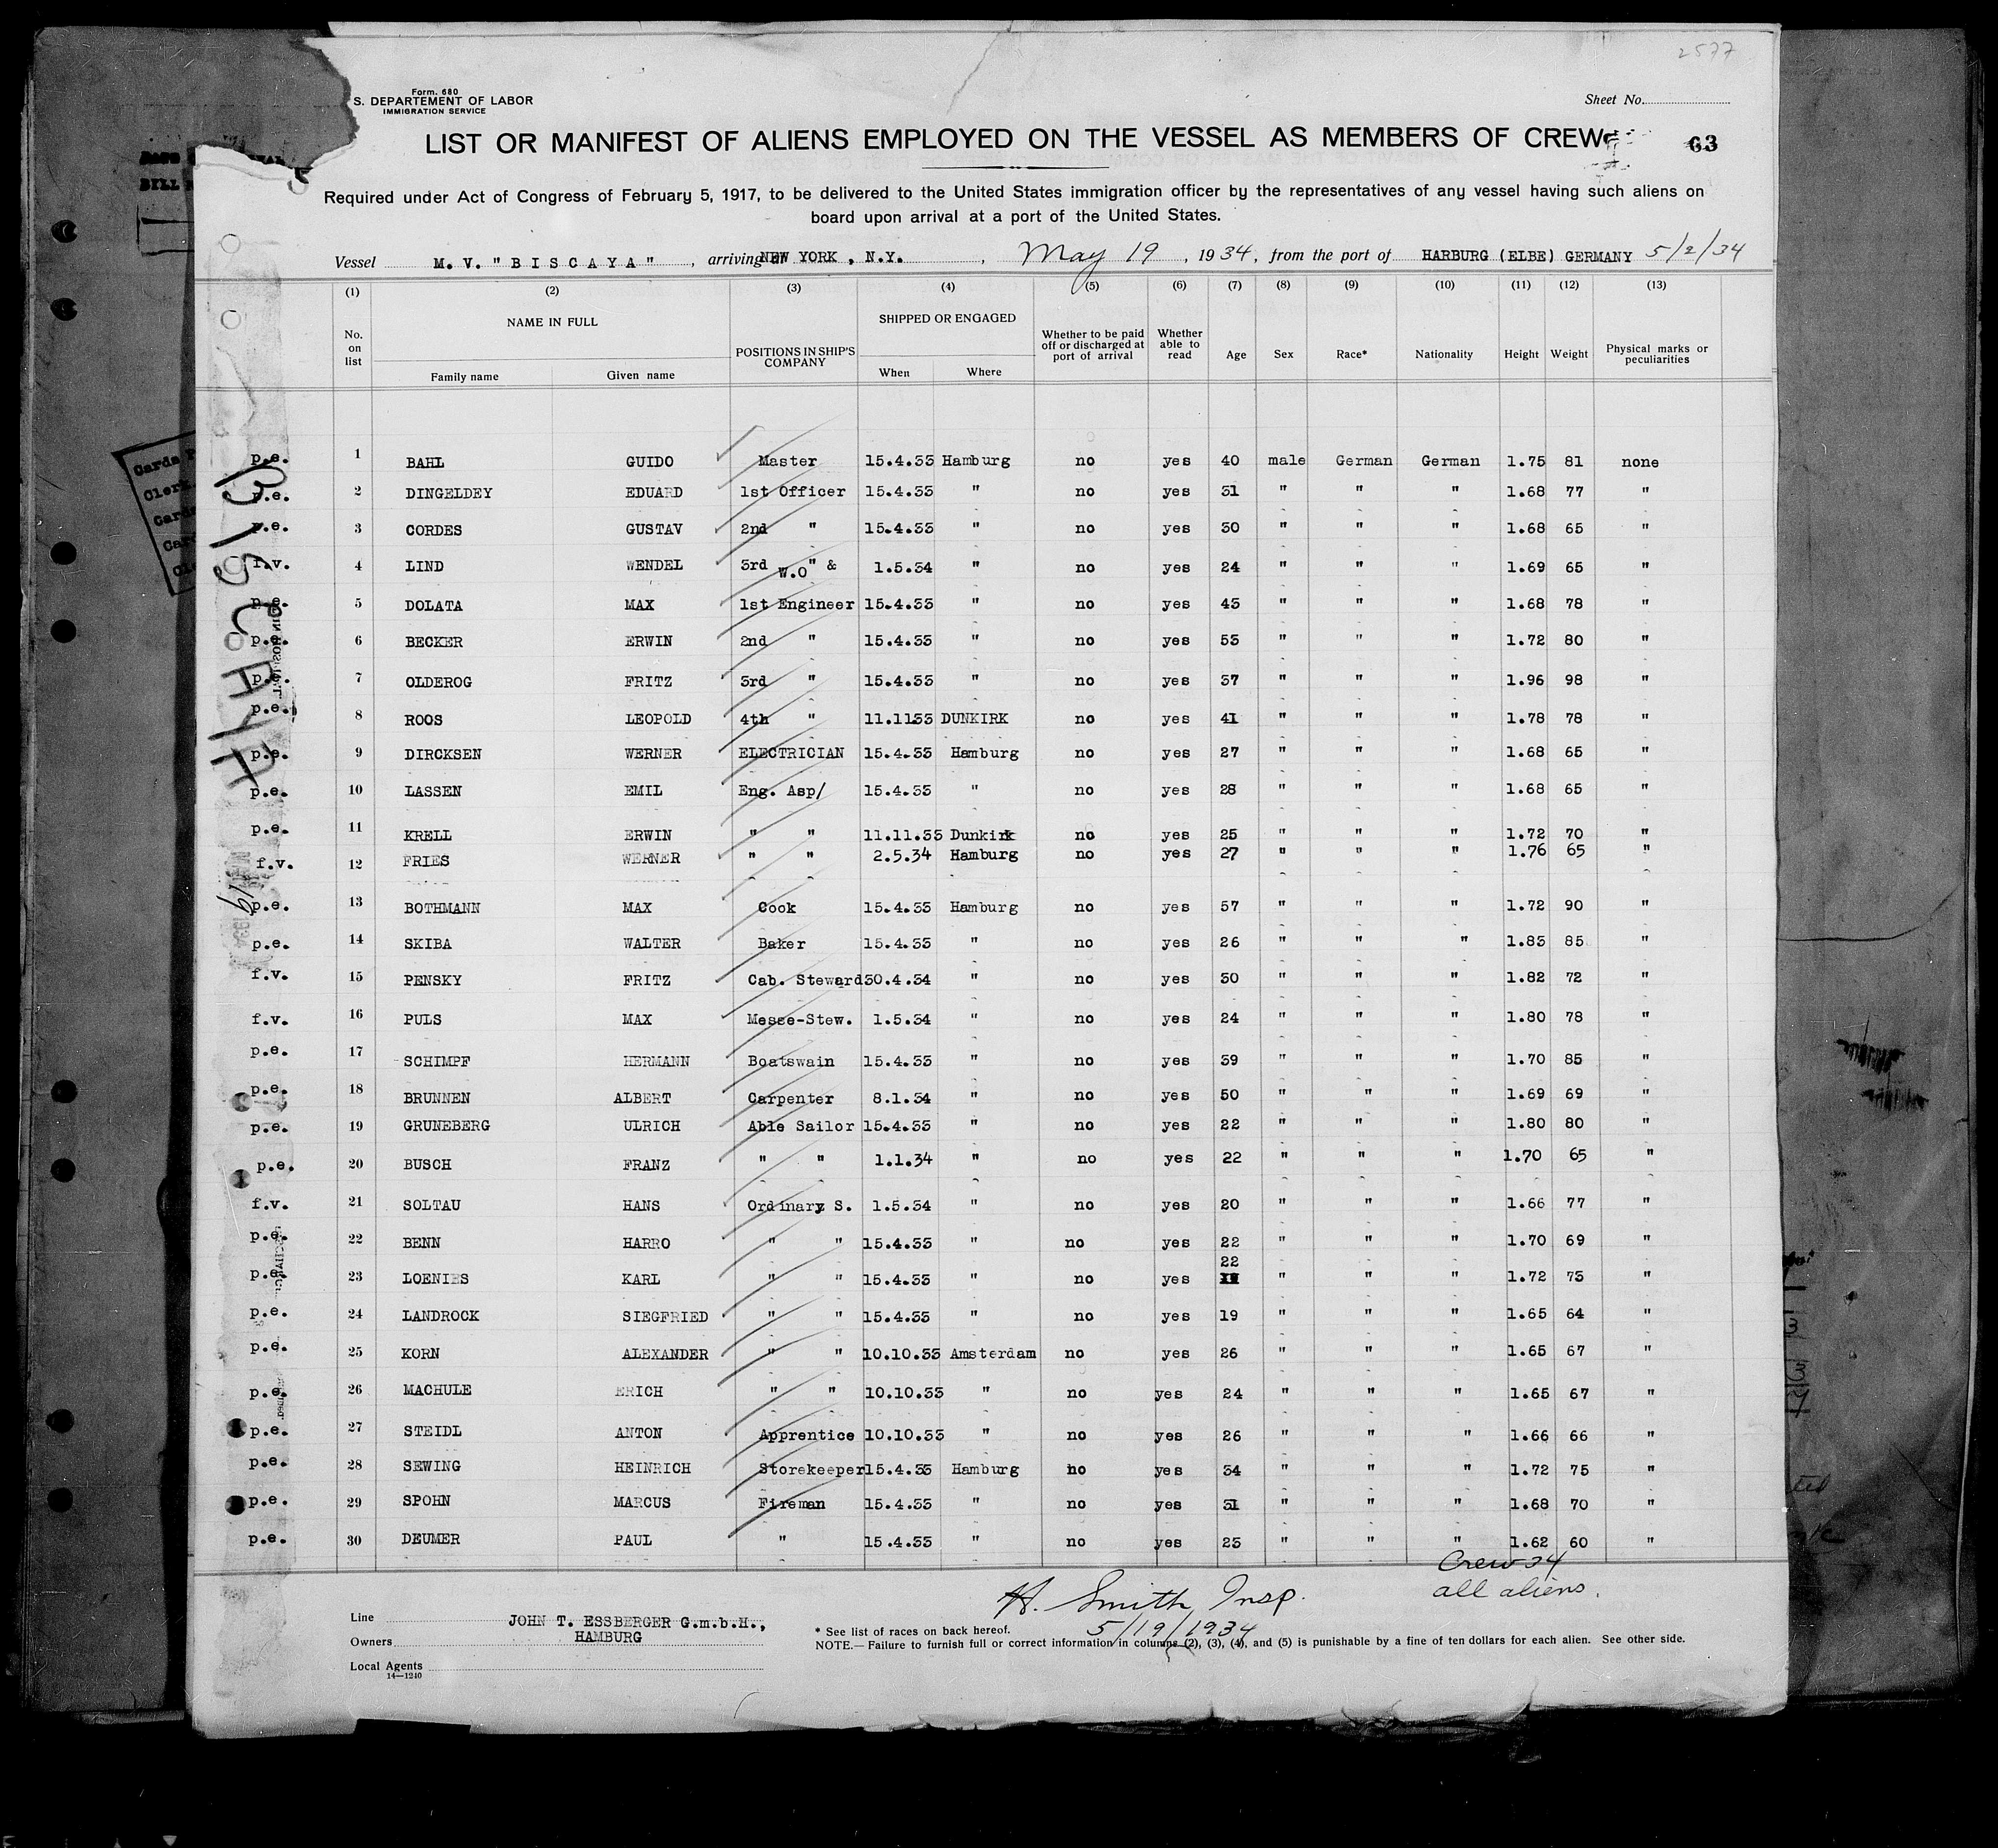 2577
Form. 680
S. DEPARTEMENT OF LABOR
IMMIGRATION SERVICE
Sheet No.
LIST OR MANIFEST OF ALIENS EMPLOYED ON THE VESSEL AS MEMBERS OF CREW
63
Required under Act of Congress of February 5, 1917, to be delivered to the United States immigration officer by the representatives of any vessel having such aliens on
board upon arrival at a port of the United States.
Vessel M. V. "BISCAYA", arriving at NEW YORK, N.Y., May 19, 1934, from the port of HARBURG (ELBE) GERMANY 5/2/34
(1) (2) (3) (4) (5) (6) (7) (8) (9) (10) (11) (12) (13)
No. on list NAME IN FULL Family name Given name POSITIONS IN SHIP'S COMPANY SHIPPED OR ENGAGED When Where Whether to be paid off or discharged at port of arrival Whether able to read Age Sex Race* Nationality Height Weight Physical marks or peculiarities
BISCAYA
p.e. 1 BAHL GUIDO Master 15.4.33 Hamburg no yes 40 male German German 1.75 81 none
p.e. 2 DINGELDEY EDUARD 1st Officer 15.4.33 " no yes 31 " " " 1.68 77 "
p.e. 3 CORDES GUSTAV 2nd " 15.4.33 " no yes 30 " " " 1.68 65 "
f.v. 4 LIND WENDEL 3rd " & W.O 1.5.34 " no yes 24 " " " 1.69 65 "
p.e. 5 DOLATA MAX 1st Engineer 15.4.33 " no yes 43 " " " 1.68 78 "
p.e. 6 BECKER ERWIN 2nd " 15.4.33 " no yes 53 " " " 1.72 80 "
p.e. 7 OLDEROG FRITZ 3rd " 15.4.33 " no yes 37 " " " 1.96 98 "
p.e. 8 ROOS LEOPOLD 4th " 11.1133 DUNKIRK no yes 41 " " " 1.78 78 "
p.e. 9 DIRCKSEN WERNER ELECTRICIAN 15.4.33 Hamburg no yes 27 " " " 1.68 65 "
p.e. 10 LASSEN EMIL Eng. Asp/ 15.4.33 " no yes 28 " " " 1.68 65 "
p.e. 11 KRELL ERWIN " " 11.11.33 Dunkirk no yes 25 " " " 1.72 70 "
f.v. 12 FRIES WERNER " " 2.5.34 Hamburg no yes 27 " " " 1.76 65 "
p.e. 13 BOTHMANN MAX Cook 15.4.33 Hamburg no yes 57 " " " 1.72 90 "
p.e. 14 SKIBA WALTER Baker 15.4.33 " no yes 26 " " " 1.83 85 "
f.v. 15 PENSKY FRITZ Cab. Steward 30.4.34 " no yes 30 " " " 1.82 72 "
f.v. 16 PULS MAX Messe-Stew. 1.5.34 " no yes 24 " " " 1.80 78 "
p.e. 17 SCHIMPF HERMANN Boatswain 15.4.33 " no yes 39 " " " 1.70 85 "
p.e. 18 BRUNNEN ALBERT Carpenter 8.1.34 " no yes 50 " " " 1.69 69 "
p.e. 19 GRUNEBERG ULRICH Able Sailor 15.4.33 " no yes 22 " " " 1.80 80 "
p.e. 20 BUSCH FRANZ " " 1.1.34 " no yes 22 " " " 1.70 65 "
f.v. 21 SOLTAU HANS Ordinary S. 1.5.34 " no yes 20 " " " 1.66 77 "
p.e. 22 BENN HARRO " " 15.4.33 " no yes 22 " " " 1.70 69 "
p.e. 23 LOENIES KARL " " 15.4.33 " no yes 22 " " " 1.72 73 "
p.e. 24 LANDROCK SIEGFRIED " " 15.4.33 " no yes 19 " " " 1.65 64 "
p.e. 25 KORN ALEXANDER " " 10.10.33 Amsterdam no yes 26 " " " 1.65 67 "
p.e. 26 MACHULE ERICH " " 10.10.33 " no yes 24 " " " 1.65 67 "
p.e. 27 STEIDL ANTON Apprentice 10.10.33 " no yes 26 " " " 1.66 66 "
p.e. 28 SEWING HEINRICH Storekeeper 15.4.33 Hamburg no yes 34 " " " 1.72 75 "
p.e. 29 SPOHN MARCUS Fireman 15.4.33 " no yes 31 " " " 1.68 70 "
p.e. 30 DEUMER PAUL " 15.4.33 " no yes 23 " " " 1.62 60 "
Crew 34
all aliens.
H. Smith Insp.
5/19/1934
Line JOHN T. ESSBERGER G.m.b.H.,
Owners HAMBURG
Local Agents
14—1240
* See list of races on back hereof.
NOTE.— Failure to furnish full or correct information in columns (2), (3), (4), and (5) is punishable by a fine of ten dollars for each alien. See other side.